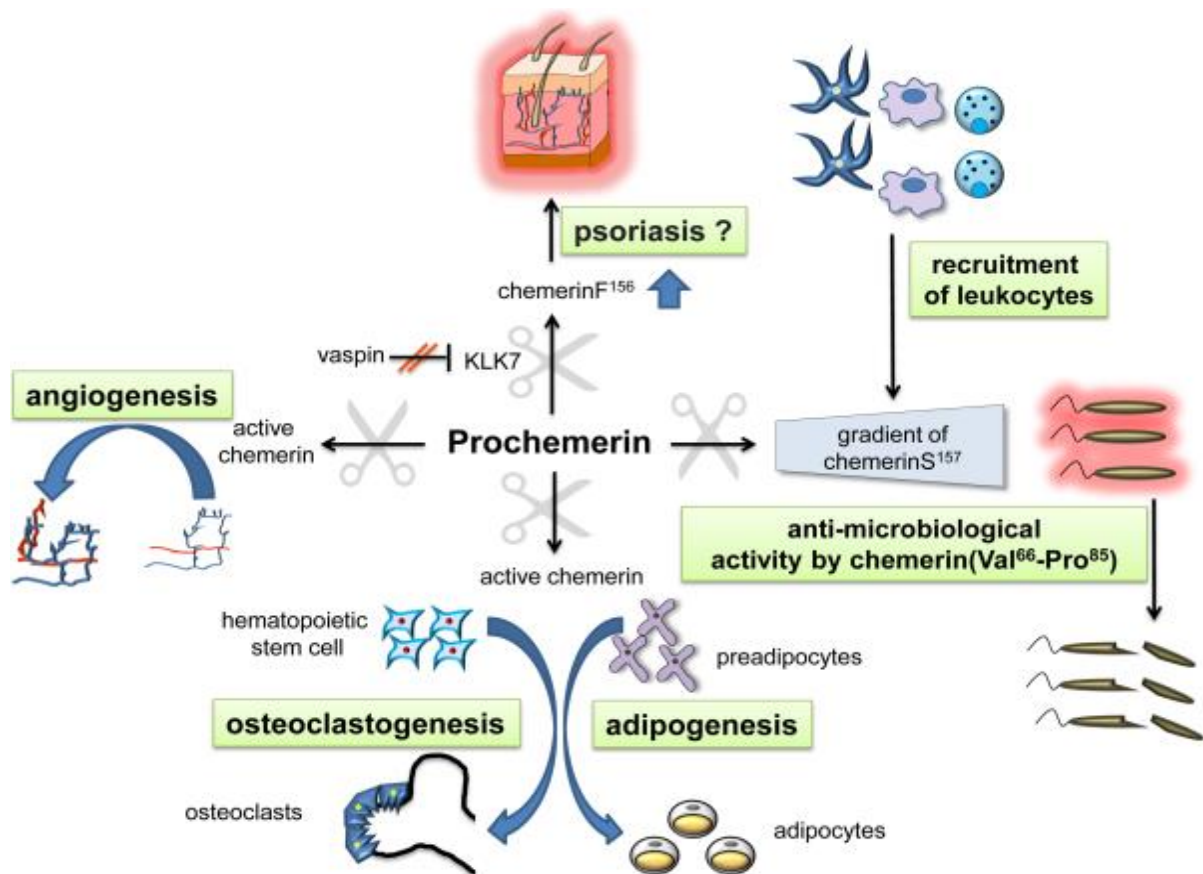 psoriasis ?
recruitment
of leukocytes
chemerinF¹⁵⁶
vaspin
KLK7
angiogenesis
active
chemerin
Prochemerin
gradient of
chemerinS¹⁵⁷
anti-microbiological
activity by chemerin(Val⁶⁶-Pro⁸⁵)
active chemerin
hematopoietic
stem cell
preadipocytes
osteoclastogenesis
adipogenesis
osteoclasts
adipocytes